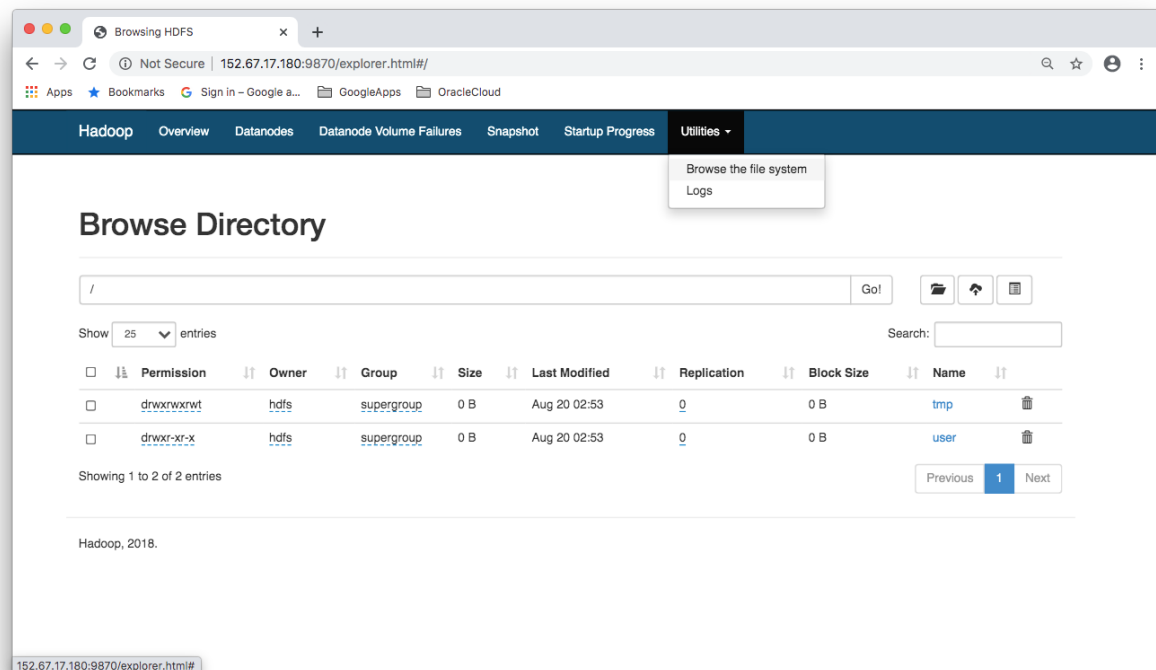 Browsing HDFS
Not Secure | 152.67.17.180:9870/explorer.html#/
Apps Bookmarks Sign in – Google a... GoogleApps OracleCloud
Hadoop Overview Datanodes Datanode Volume Failures Snapshot Startup Progress Utilities
Browse the file system
Logs
Browse Directory
/ Go!
Show 25 entries Search:
Permission Owner Group Size Last Modified Replication Block Size Name
drwxrwxrwt hdfs supergroup 0 B Aug 20 02:53 0 0 B tmp
drwxr-xr-x hdfs supergroup 0 B Aug 20 02:53 0 0 B user
Showing 1 to 2 of 2 entries Previous 1 Next
Hadoop, 2018.
152.67.17.180:9870/explorer.html#